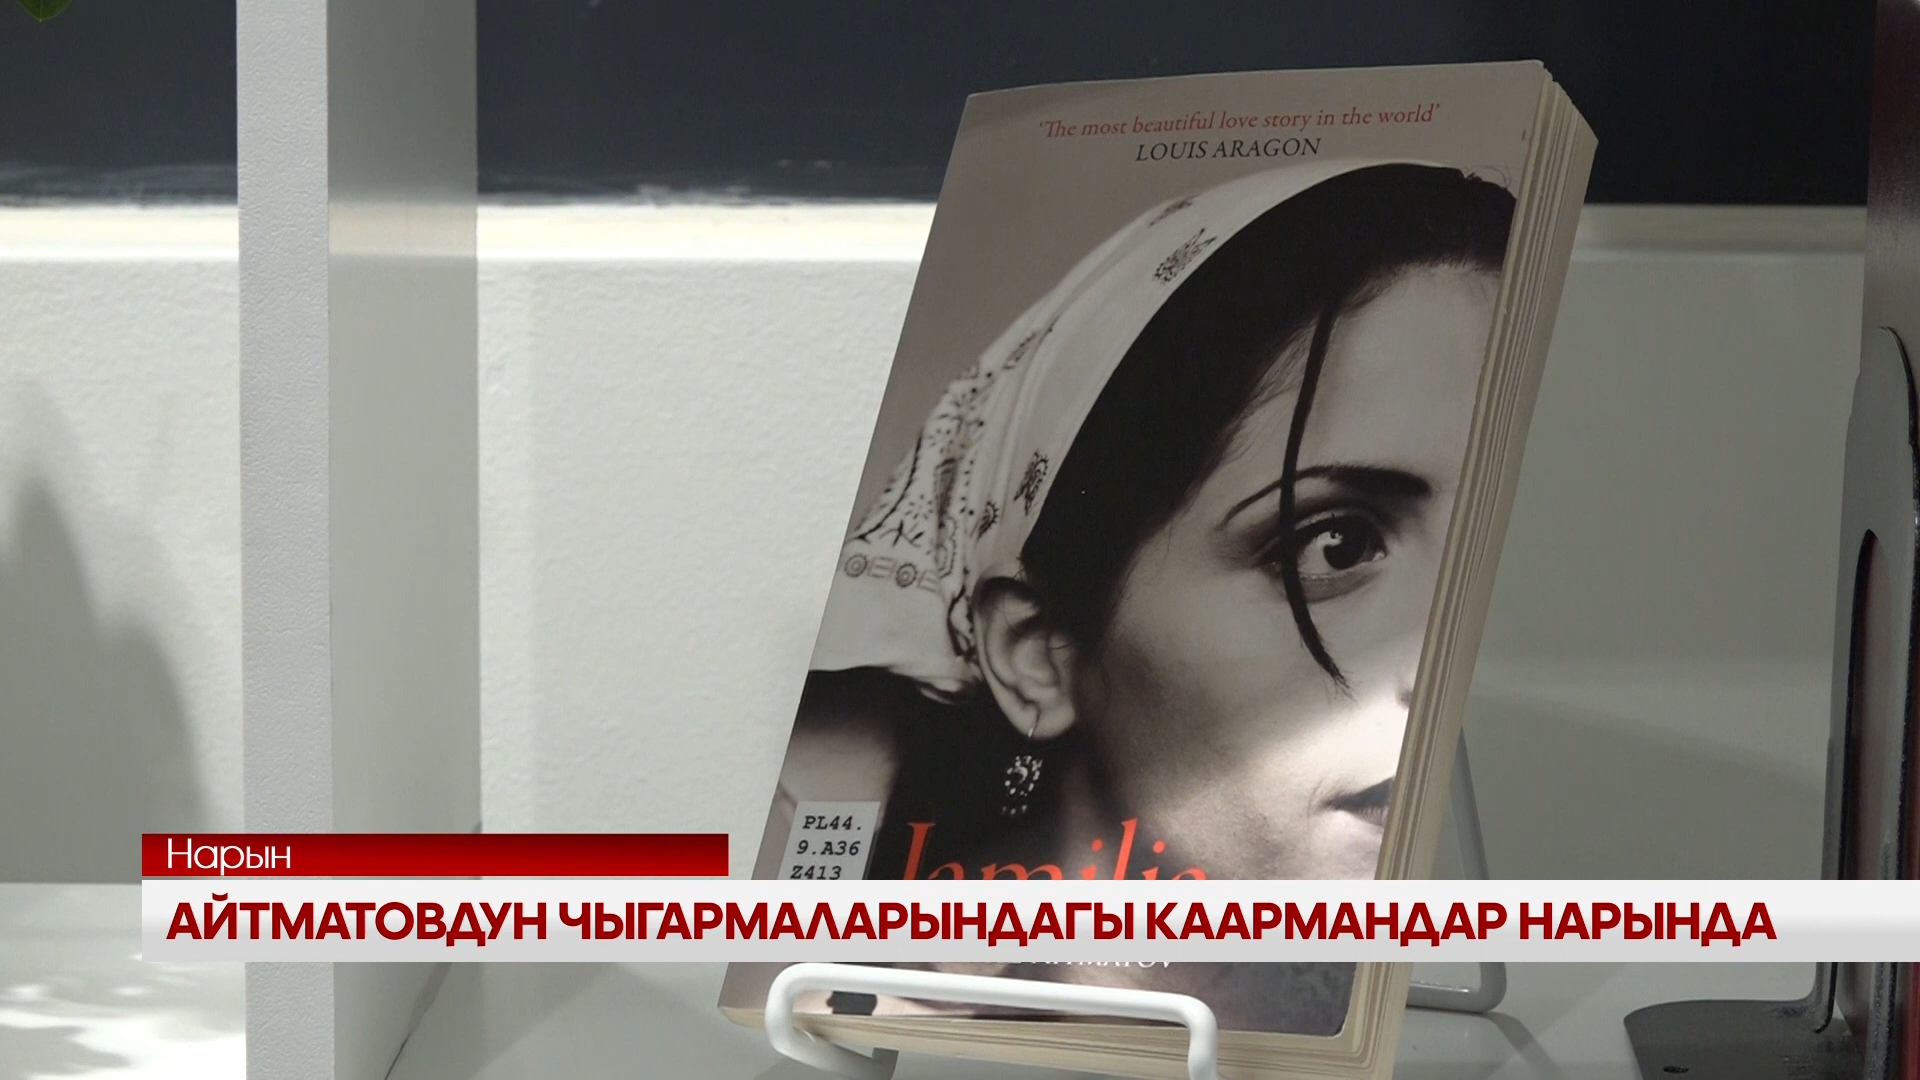 ‘The most beautiful love story in the world’
LOUIS ARAGON
PL44.
9.A36
Z413
Jamilia
Нарын
АЙТМАТОВДУН ЧЫГАРМАЛАРЫНДАГЫ КААРМАНДАР НАРЫНДА